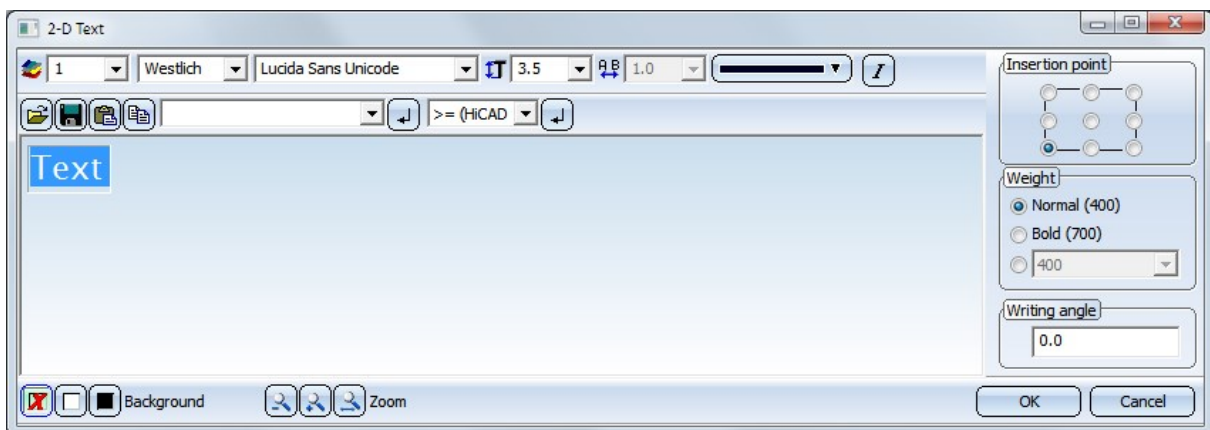 2-D Text
1 Westlich Lucida Sans Unicode T 3.5 A B 1.0 I
>= (HiCAD
Text
Insertion point
Weight
Normal (400)
Bold (700)
400
Writing angle
0.0
Background Zoom OK Cancel